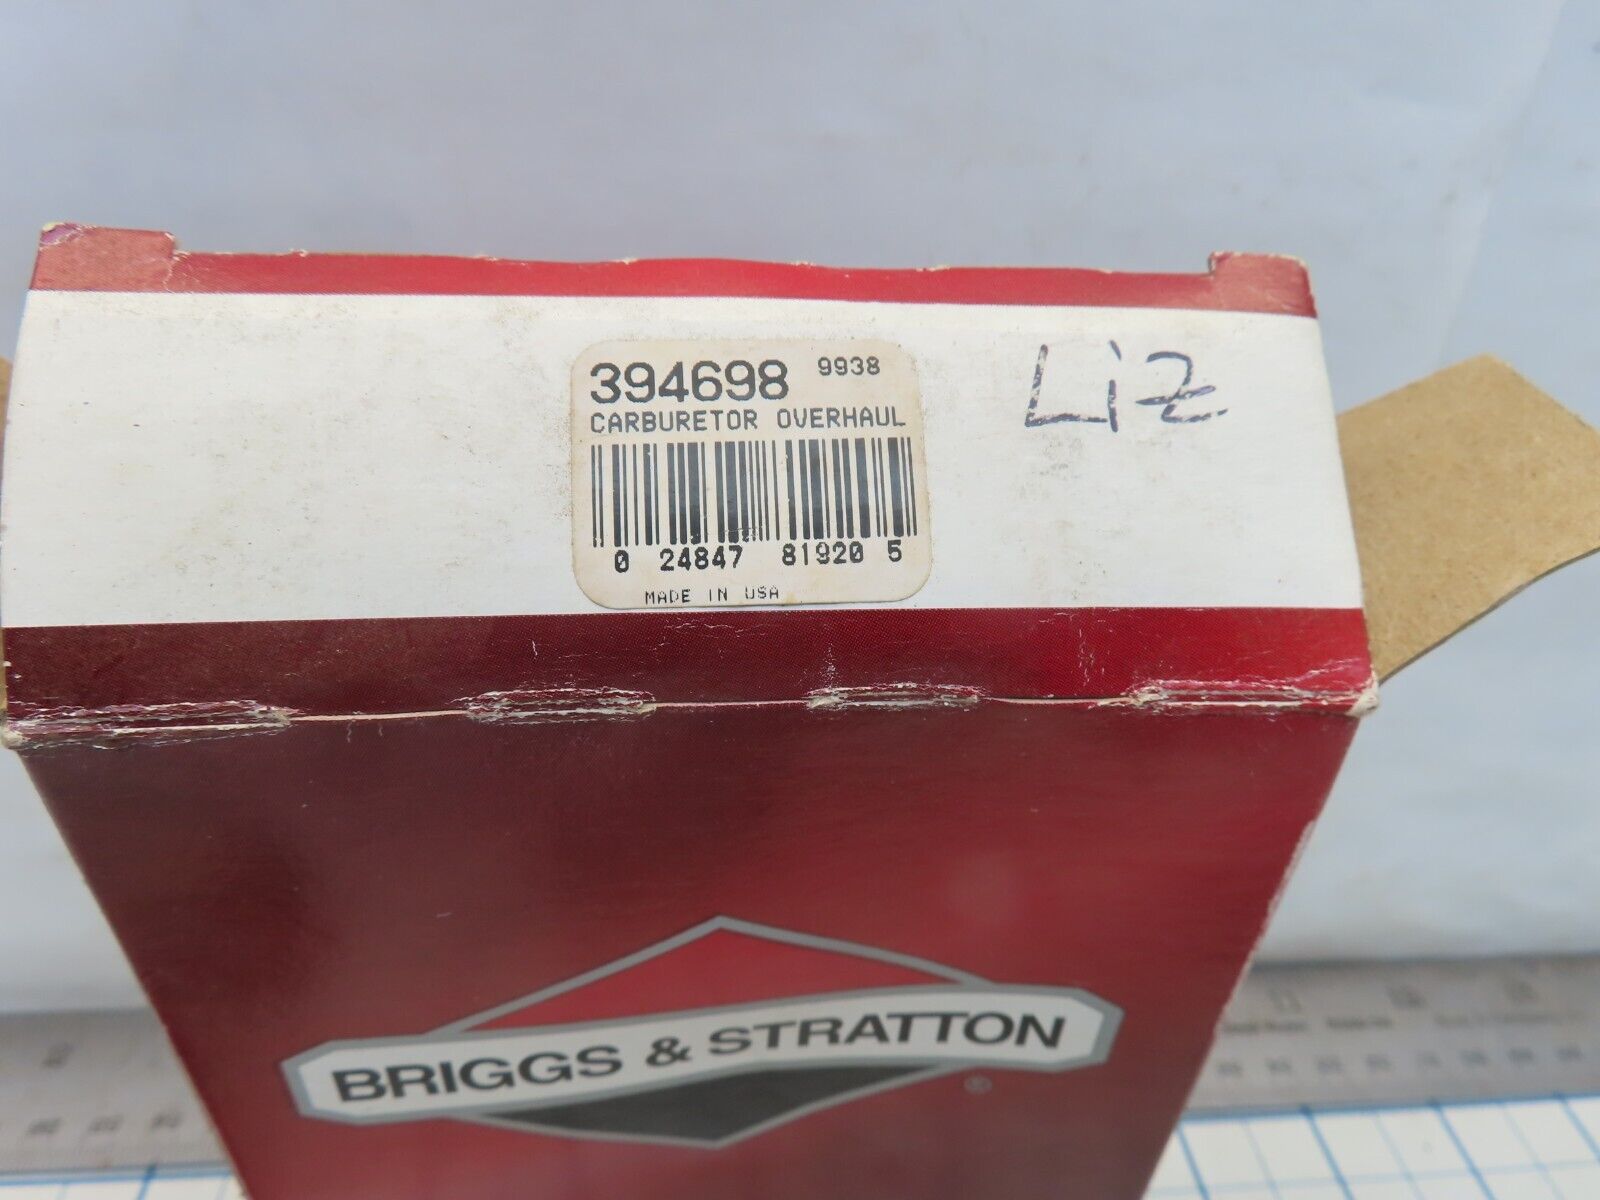 394698 9938
CARBURETOR OVERHAUL
0 24847 81920 5
MADE IN USA
Liz
BRIGGS & STRATTON
®